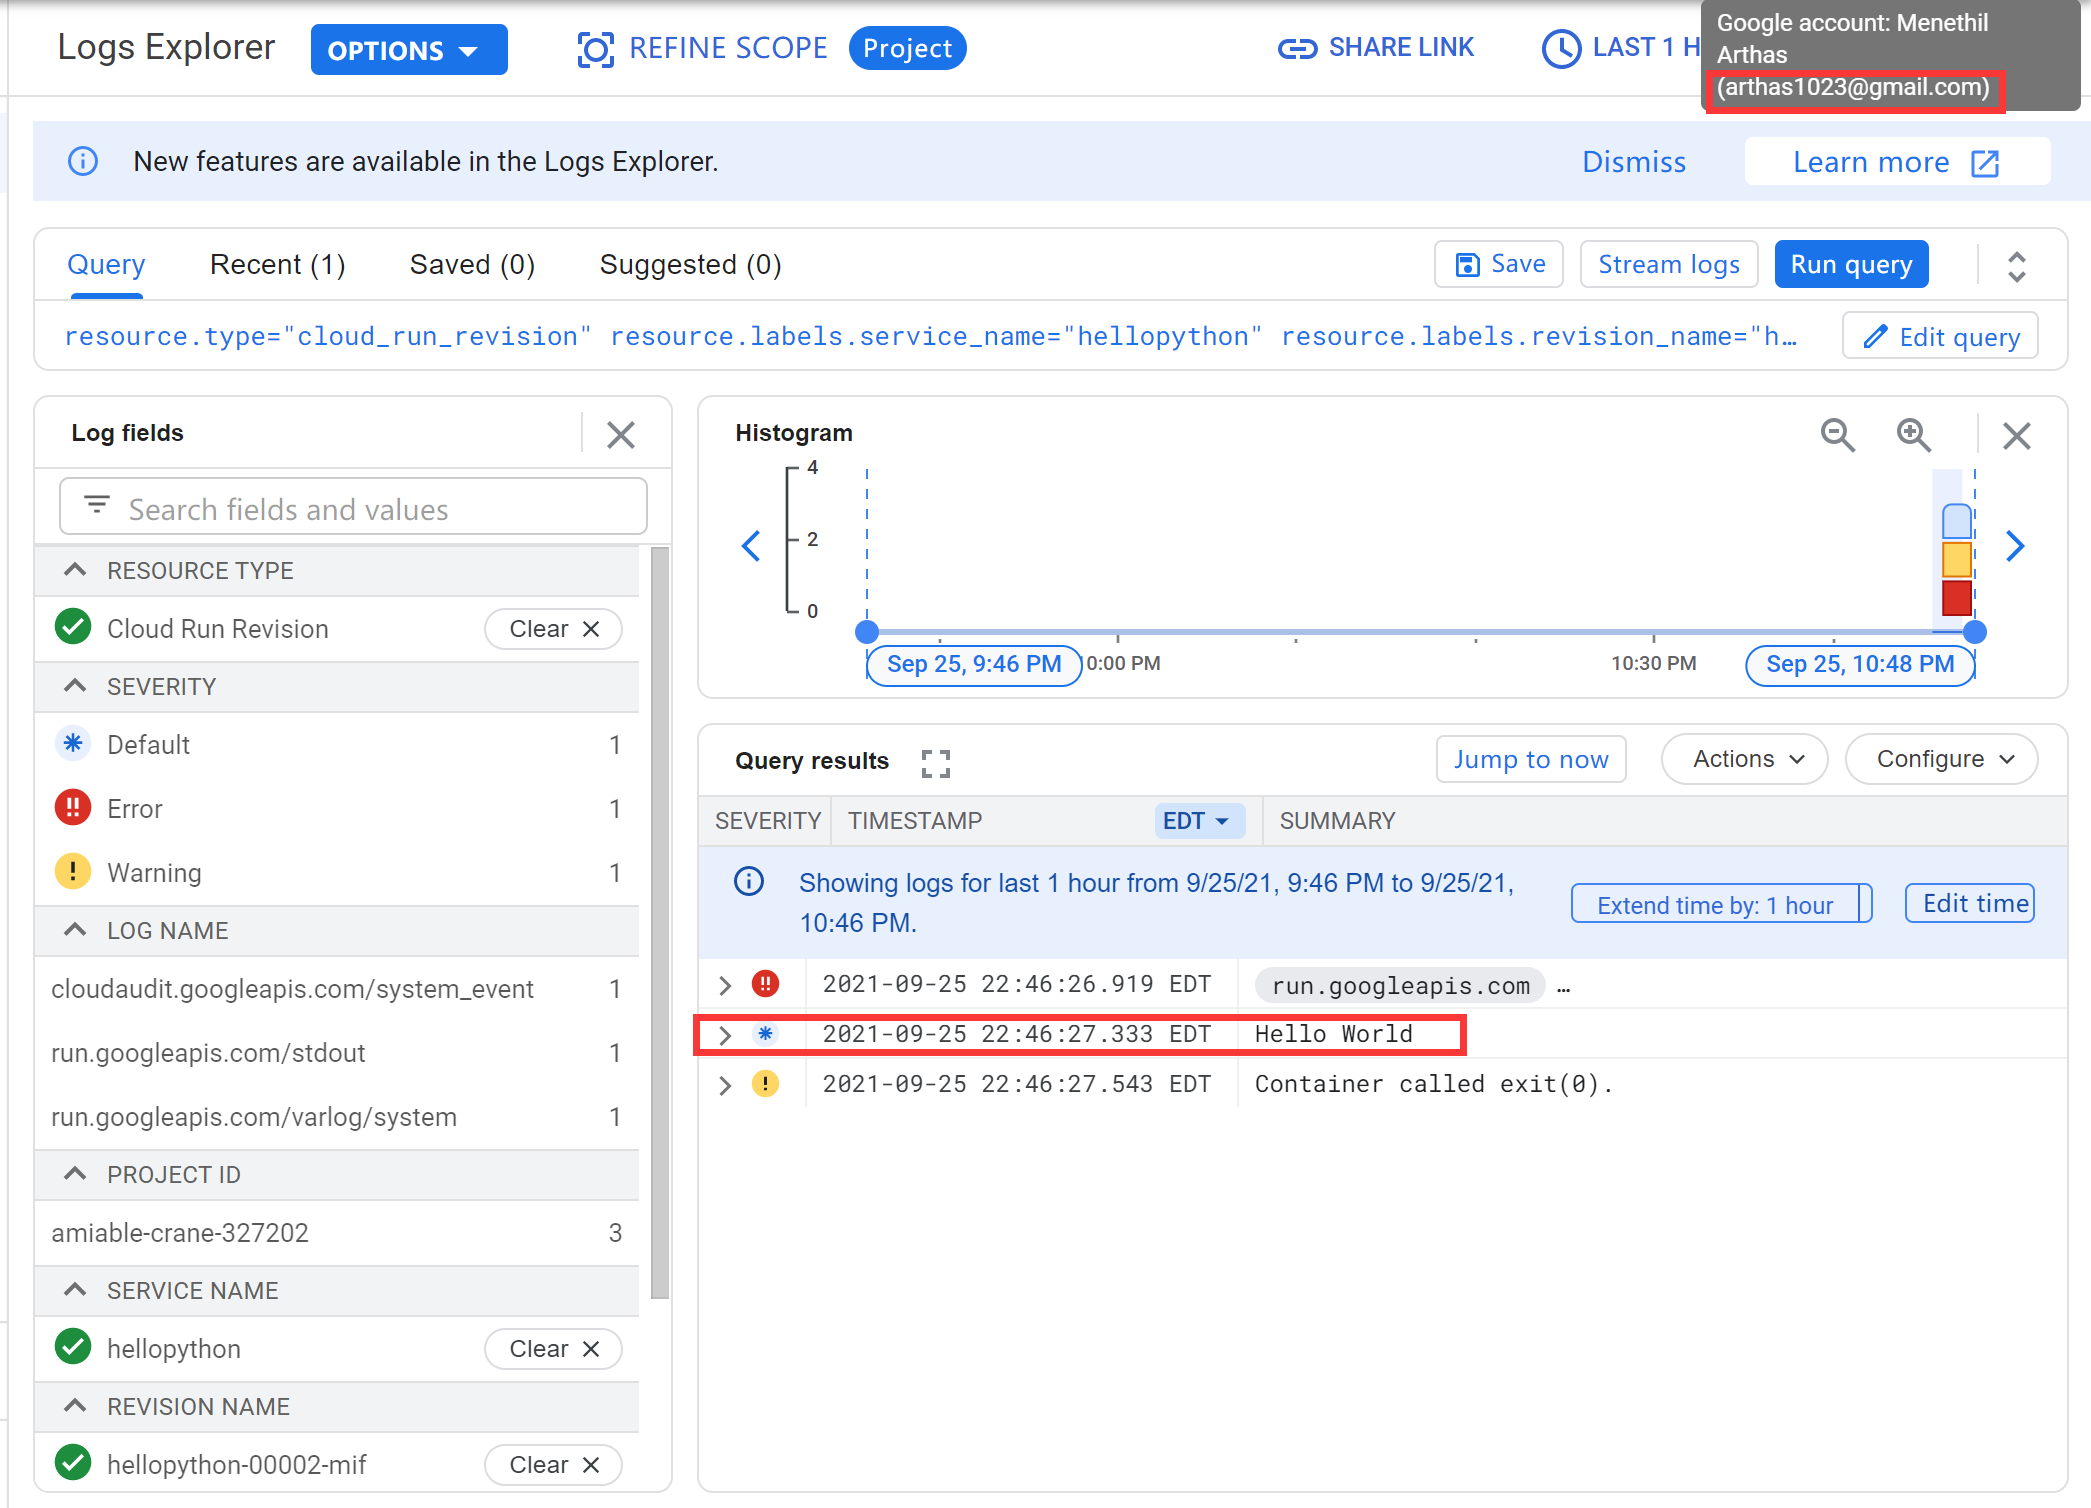 Logs Explorer
OPTIONS
REFINE SCOPE
Project
SHARE LINK
LAST 1 H
Google account: Menethil
Arthas
(arthas1023@gmail.com)
New features are available in the Logs Explorer.
Dismiss
Learn more
Query
Recent (1)
Saved (0)
Suggested (0)
Save
Stream logs
Run query
resource.type="cloud_run_revision" resource.labels.service_name="hellopython" resource.labels.revision_name="h…
Edit query
Log fields
Search fields and values
RESOURCE TYPE
Cloud Run Revision
Clear
SEVERITY
Default 1
Error 1
Warning 1
LOG NAME
cloudaudit.googleapis.com/system_event 1
run.googleapis.com/stdout 1
run.googleapis.com/varlog/system 1
PROJECT ID
amiable-crane-327202 3
SERVICE NAME
hellopython
Clear
REVISION NAME
hellopython-00002-mif
Clear
Histogram
4
2
0
Sep 25, 9:46 PM
0:00 PM
10:30 PM
Sep 25, 10:48 PM
Query results
Jump to now
Actions
Configure
SEVERITY
TIMESTAMP
EDT
SUMMARY
Showing logs for last 1 hour from 9/25/21, 9:46 PM to 9/25/21,
10:46 PM.
Extend time by: 1 hour
Edit time
2021-09-25 22:46:26.919 EDT run.googleapis.com …
2021-09-25 22:46:27.333 EDT Hello World
2021-09-25 22:46:27.543 EDT Container called exit(0).